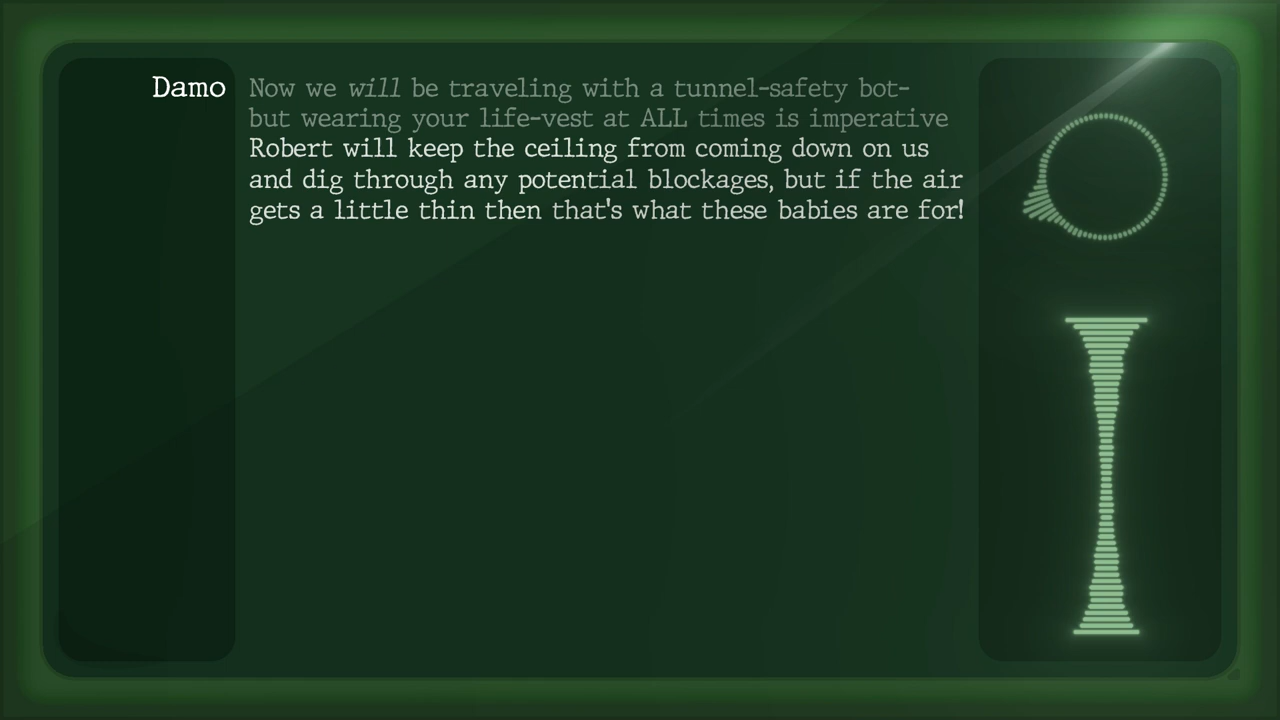 Damo
Now we will be traveling with a tunnel-safety bot-
but wearing your life-vest at ALL times is imperative
Robert will keep the ceiling from coming down on us
and dig through any potential blockages, but if the air
gets a little thin then that's what these babies are for!